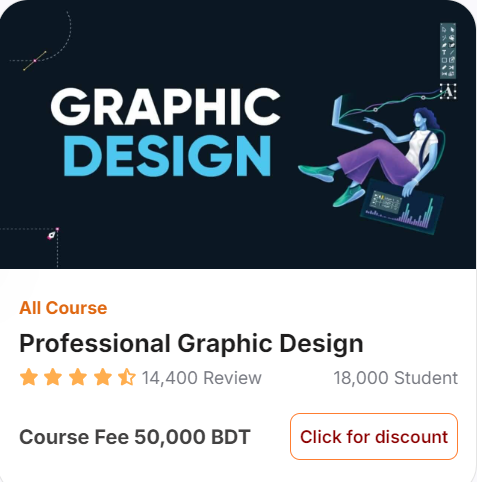 GRAPHIC
DESIGN
A
All Course
Professional Graphic Design
14,400 Review
18,000 Student
Course Fee 50,000 BDT
Click for discount